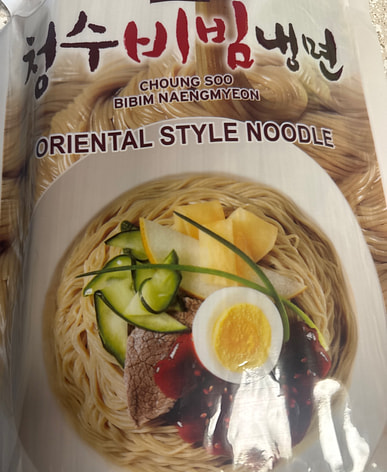 청수비빔냉면
CHOUNG SOO
BIBIM NAENGMYEON
ORIENTAL STYLE NOODLE